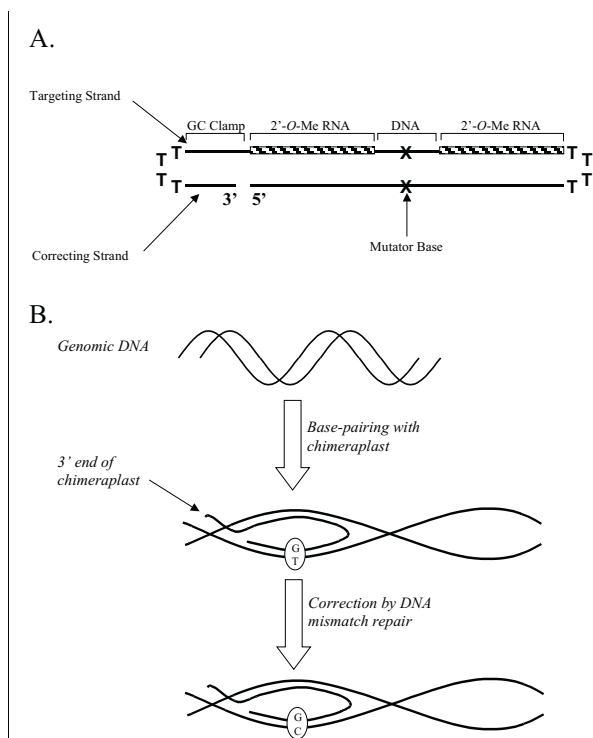 A.
Targeting Strand
GC Clamp 2'-O-Me RNA DNA 2'-O-Me RNA
T X T
T T
T T
T X T
3' 5'
Correcting Strand
Mutator Base
B.
Genomic DNA
Base-pairing with
chimeraplast
3' end of
chimeraplast
G
T
Correction by DNA
mismatch repair
G
C